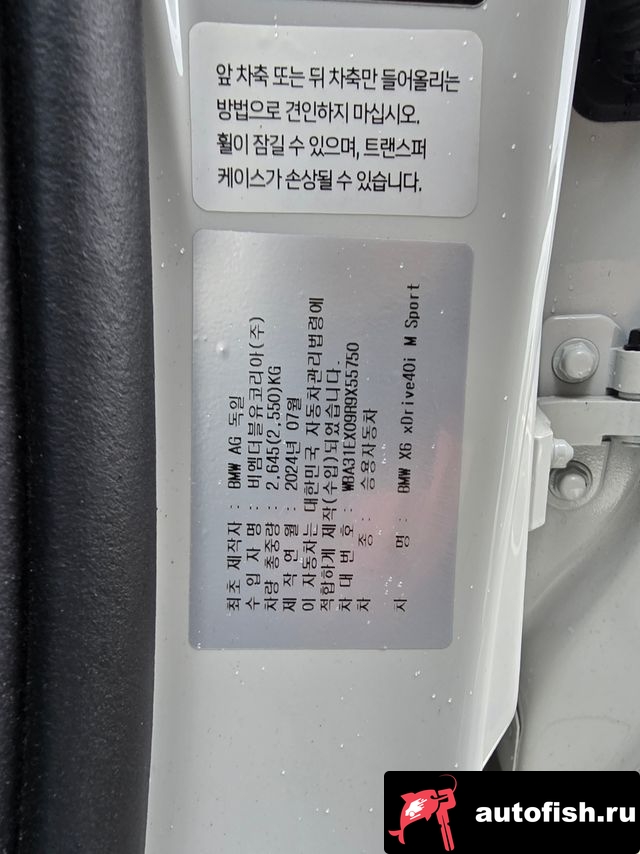 앞 차축 또는 뒤 차축만 들어올리는
방법으로 견인하지 마십시오.
휠이 잠길 수 있으며, 트랜스퍼
케이스가 손상될 수 있습니다.
최초 제작자 : BMW AG 독일
수 입 자 명 : 비엠더블유코리아(주)
차량 총중량 : 2.645(2.550)KG
제 작 연 월 : 2024년 07월
이 자동차는 대한민국 자동차관리법령에
적합하게 제작(수입)되었습니다.
차 대 번 호 : WBA31EX09R9X55750
차 종 : 승용자동차
차 명 : BMW X6 xDrive40i M Sport
autofish.ru